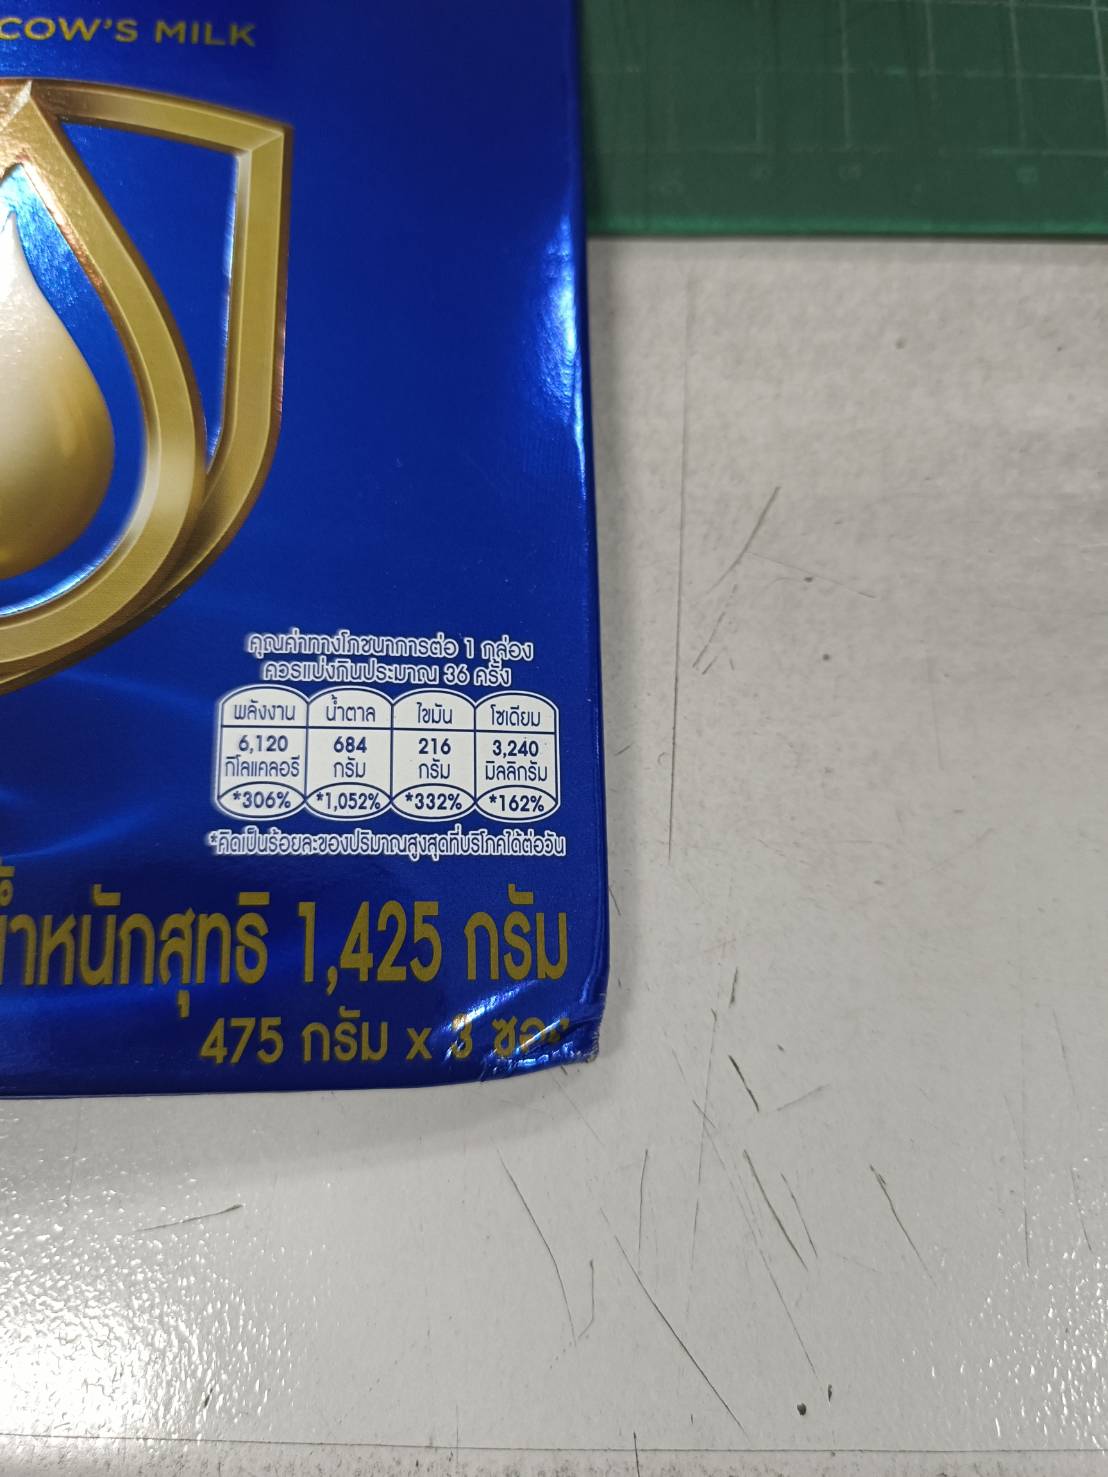 COW'S MILK
คุณค่าทางโภชนาการต่อ 1 กล่อง
ควรแบ่งกินประมาณ 36 ครั้ง
พลังงาน น้ำตาล ไขมัน โซเดียม
6,120 684 216 3,240
กิโลแคลอรี กรัม กรัม มิลลิกรัม
*306% *1,052% *332% *162%
*คิดเป็นร้อยละของปริมาณสูงสุดที่บริโภคได้ต่อวัน
น้ำหนักสุทธิ 1,425 กรัม
475 กรัม x 3 ซอง